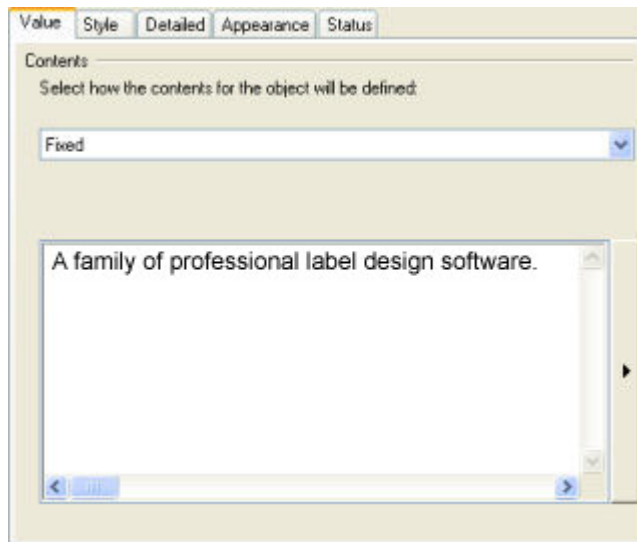 Value Style Detailed Appearance Status
Contents
Select how the contents for the object will be defined:
Fixed
A family of professional label design software.